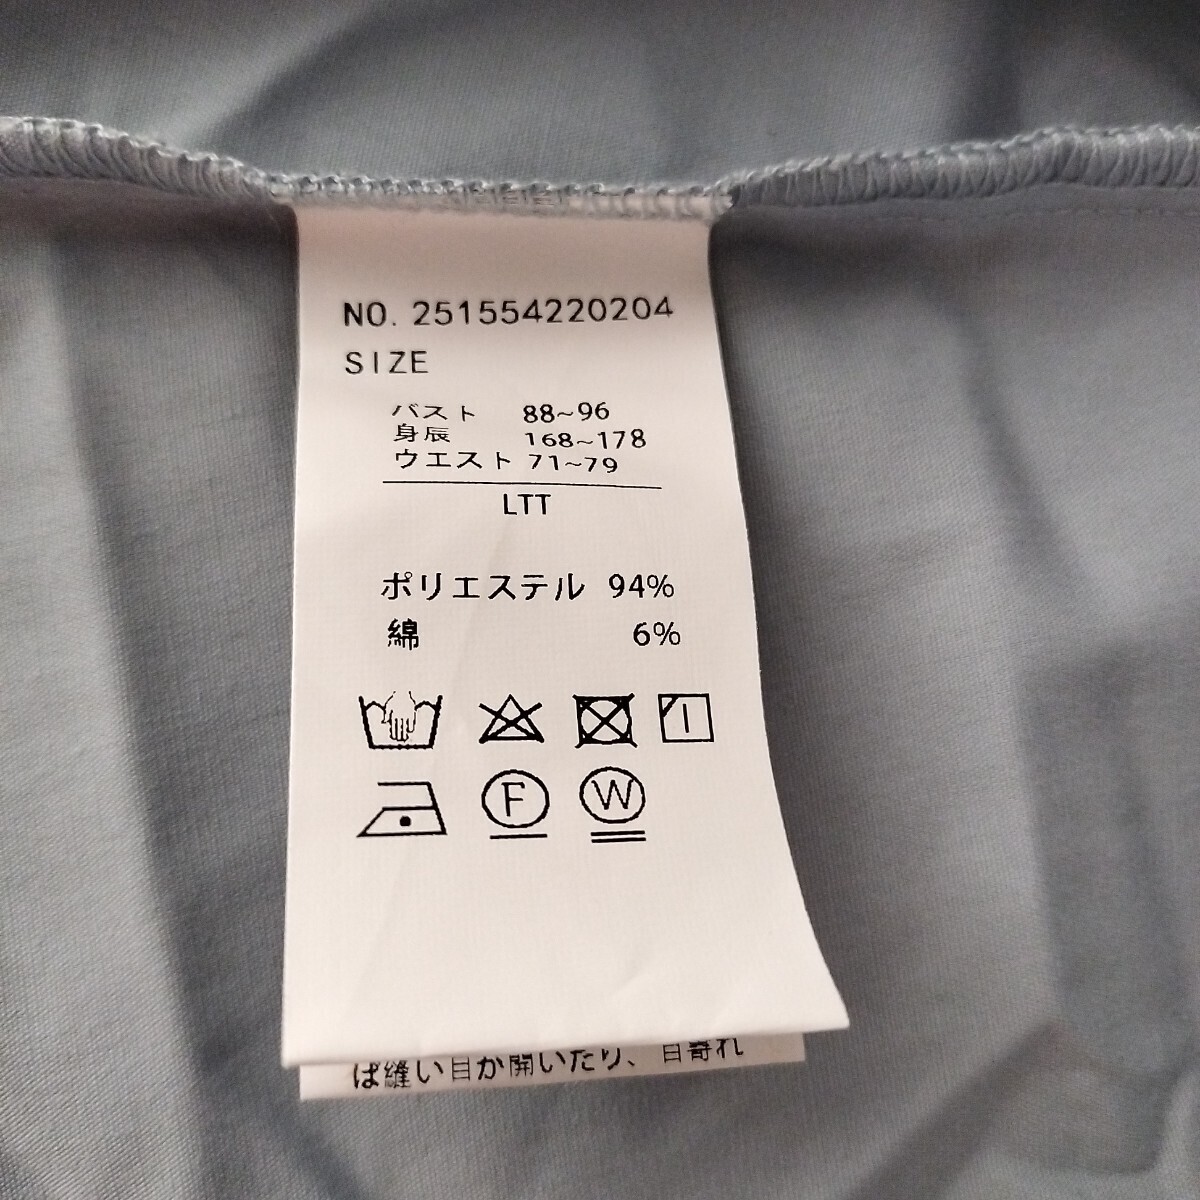 NO. 251554220204
SIZE
バスト 88~96
身辰 168~178
ウエスト 71~79
LTT
ポリエステル 94%
綿 6%
F W
ば縫い目が開いたり、目寄れ